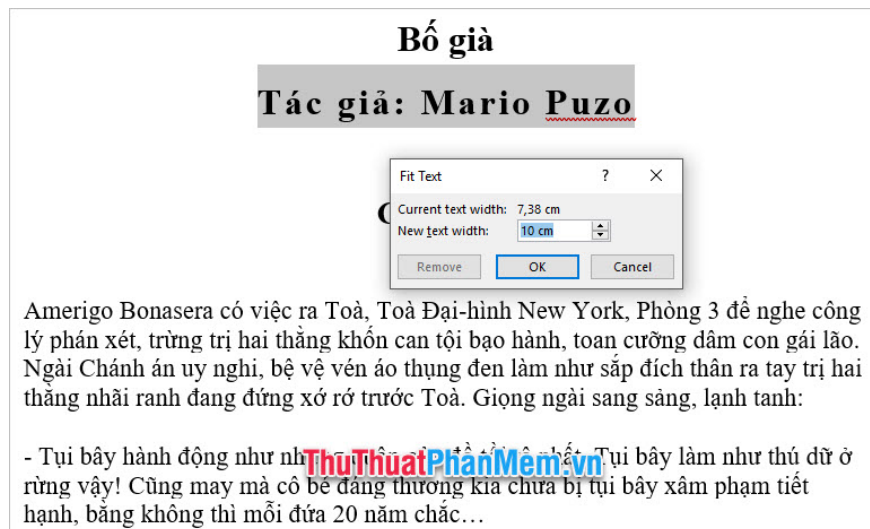 Bố già
Tác giả: Mario Puzo
Fit Text ? X
Current text width: 7,38 cm
New text width: 10 cm
Remove OK Cancel
Amerigo Bonasera có việc ra Toà, Toà Đại-hình New York, Phòng 3 để nghe công
lý phán xét, trừng trị hai thằng khốn can tội bạo hành, toan cưỡng dâm con gái lão.
Ngài Chánh án uy nghi, bệ vệ vén áo thụng đen làm như sắp đích thân ra tay trị hai
thằng nhãi ranh đang đứng xớ rớ trước Toà. Giọng ngài sang sảng, lạnh tanh:
- Tụi bây hành động như nhất. Tụi bây làm như thú dữ ở
ThuThuatPhanMem.vn
rừng vậy! Cũng may mà cô bé đáng thương kia chưa bị tụi bây xâm phạm tiết
hạnh, bằng không thì mỗi đứa 20 năm chắc…